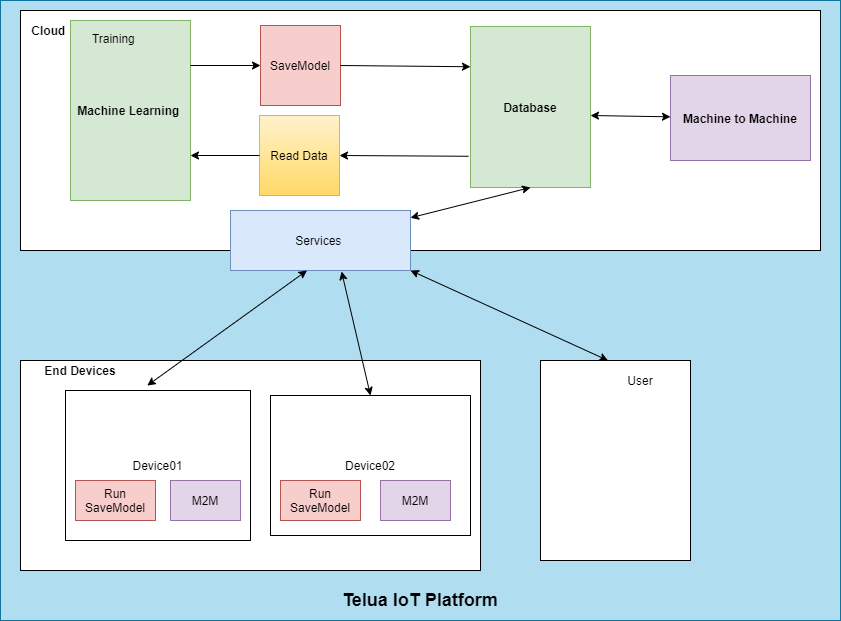 Cloud
Training
Machine Learning
SaveModel
Read Data
Database
Machine to Machine
Services
End Devices
Device01
Run
SaveModel
M2M
Device02
Run
SaveModel
M2M
User
Telua IoT Platform